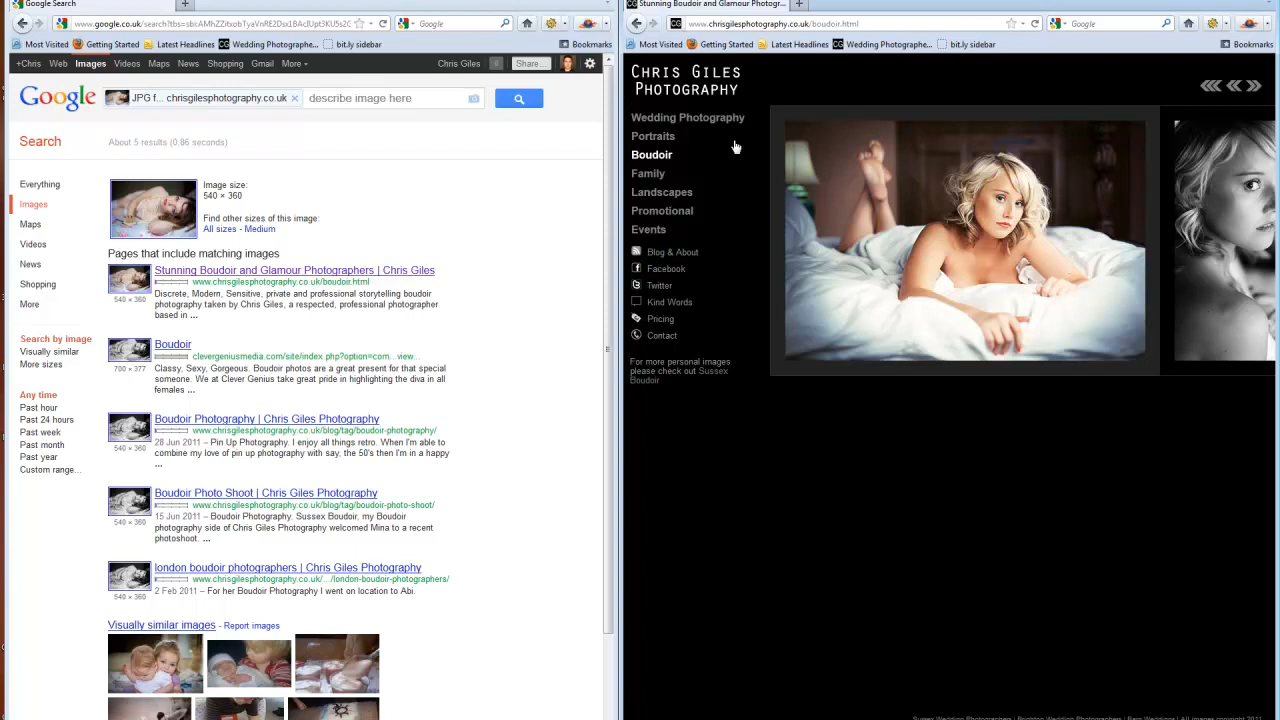 Google Search
www.google.co.uk/search?tbs=sbi:
Google
Most Visited Getting Started Latest Headlines Wedding Photographe... bit.ly sidebar Bookmarks
+Chris Web Images Videos Maps News Shopping Gmail More Chris Giles 0 Share...
Google JPG f... chrisgilesphotography.co.uk × describe image here
Search About 5 results (0.86 seconds)
Everything
Images
Maps
Videos
News
Shopping
More
Search by image
Visually similar
More sizes
Any time
Past hour
Past 24 hours
Past week
Past month
Past year
Custom range...
Image size:
540 × 360
Find other sizes of this image:
All sizes - Medium
Pages that include matching images
Stunning Boudoir and Glamour Photographers | Chris Giles
www.chrisgilesphotography.co.uk/boudoir.html
540 × 360
Discrete, Modern, Sensitive, private and professional storytelling boudoir
photography taken by Chris Giles, a respected, professional photographer
based in ...
Boudoir
clevergeniusmedia.com/site/index.php?option=com...view...
700 × 377
Classy, Sexy, Gorgeous. Boudoir photos are a great present for that special
someone. We at Clever Genius take great pride in highlighting the diva in all
females ...
Boudoir Photography | Chris Giles Photography
www.chrisgilesphotography.co.uk/blog/tag/boudoir-photography/
540 × 360
28 Jun 2011 – Pin Up Photography. I enjoy all things retro. When I'm able to
combine my love of pin up photography with say, the 50's then I'm in a happy
...
Boudoir Photo Shoot | Chris Giles Photography
www.chrisgilesphotography.co.uk/blog/tag/boudoir-photo-shoot/
540 × 360
15 Jun 2011 – Boudoir Photography. Sussex Boudoir, my Boudoir
photography side of Chris Giles Photography welcomed Mina to a recent
photoshoot. ...
london boudoir photographers | Chris Giles Photography
www.chrisgilesphotography.co.uk/.../london-boudoir-photographers/
540 × 360
2 Feb 2011 – For her Boudoir Photography I went on location to Abi.
Visually similar images - Report images
Stunning Boudoir and Glamour Photogr...
www.chrisgilesphotography.co.uk/boudoir.html
Google
Most Visited Getting Started Latest Headlines CG Wedding Photographe... bit.ly sidebar Bookmarks
CHRIS GILES
PHOTOGRAPHY
Wedding Photography
Portraits
Boudoir
Family
Landscapes
Promotional
Events
Blog & About
Facebook
Twitter
Kind Words
Pricing
Contact
For more personal images
please check out Sussex
Boudoir